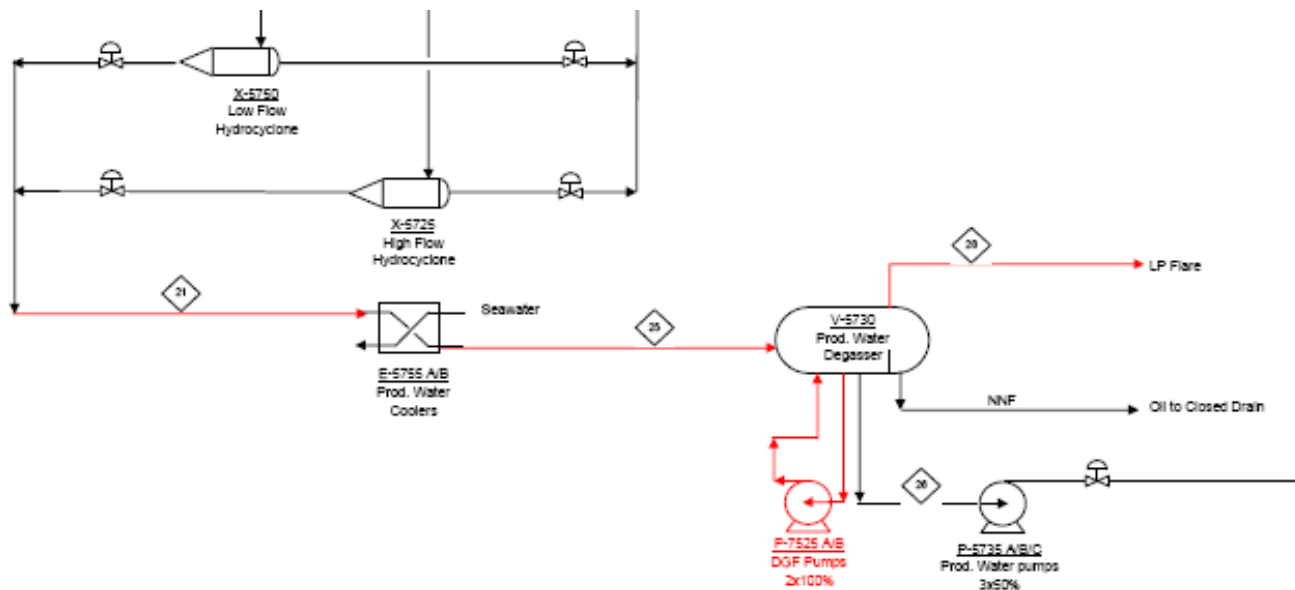 X-5750
Low Flow
Hydrocyclone
X-5725
High Flow
Hydrocyclone
28
LP Flare
21
Seawater
25
V-5730
Prod. Water
Degasser
E-5755 A/B
Prod. Water
Coolers
NNF
Oil to Closed Drain
26
P-7525 A/B
DGF Pumps
2x100%
P-5735 A/B/C
Prod. Water pumps
3x50%